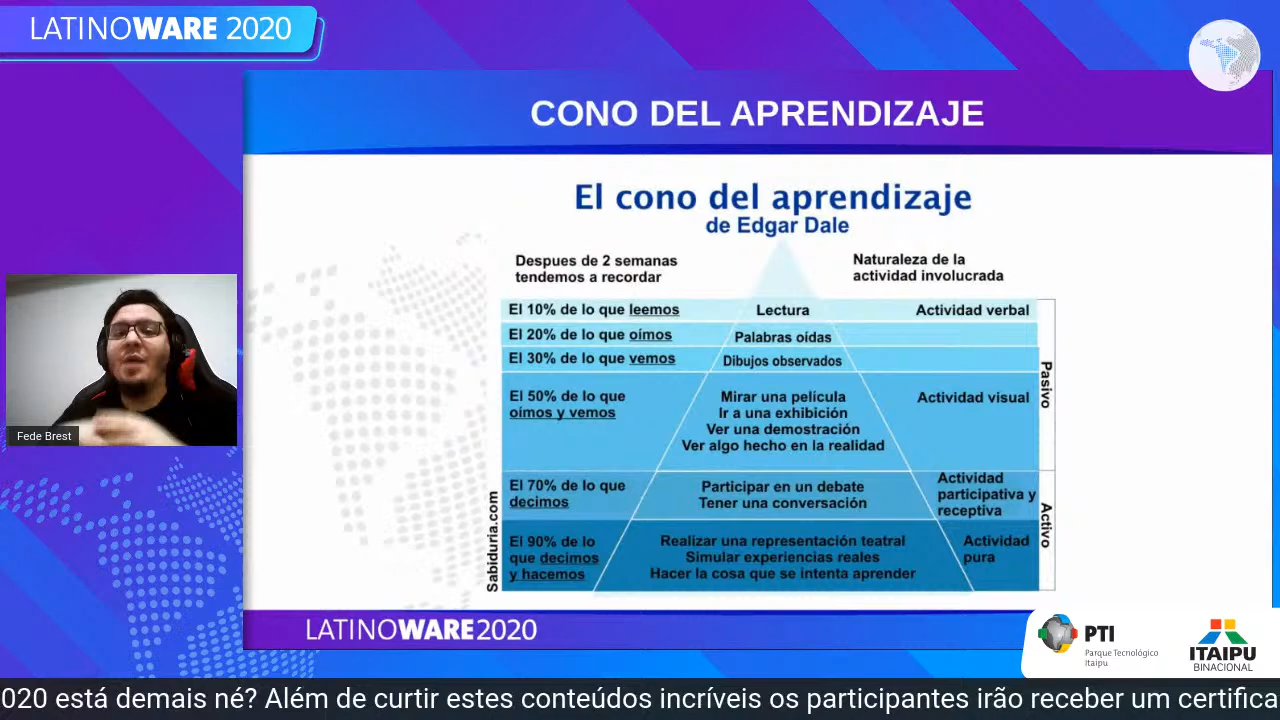 LATINOWARE 2020
CONO DEL APRENDIZAJE
El cono del aprendizaje
de Edgar Dale
Despues de 2 semanas
tendemos a recordar
Naturaleza de la
actividad involucrada
El 10% de lo que leemos
Lectura
Actividad verbal
El 20% de lo que oímos
Palabras oídas
El 30% de lo que vemos
Dibujos observados
El 50% de lo que
oímos y vemos
Mirar una película
Ir a una exhibición
Ver una demostración
Ver algo hecho en la realidad
Actividad visual
Pasivo
El 70% de lo que
decimos
Participar en un debate
Tener una conversación
Actividad
participativa y
receptiva
El 90% de lo
que decimos
y hacemos
Realizar una representación teatral
Simular experiencias reales
Hacer la cosa que se intenta aprender
Actividad
pura
Activo
Sabiduria.com
Fede Brest
LATINOWARE2020
PTI
Parque Tecnológico
Itaipu
ITAIPU
BINACIONAL
020 está demais né? Além de curtir estes conteúdos incríveis os participantes irão receber um certifica